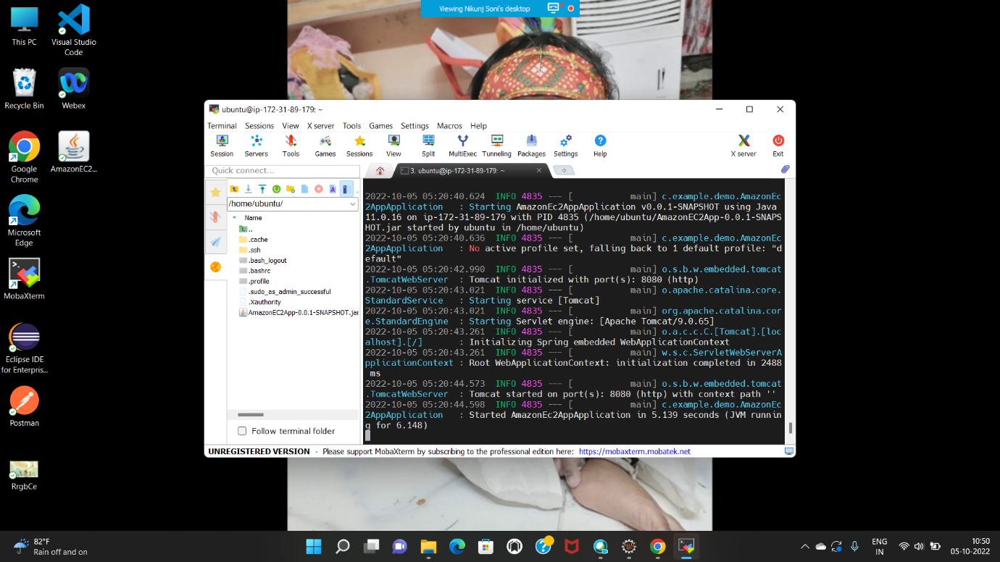 Viewing Nikunj Soni's desktop
This PC
Visual Studio
Code
Recycle Bin
Webex
Google
Chrome
AmazonEC2...
Microsoft
Edge
MobaXterm
Eclipse IDE
for Enterpris...
Postman
RrgbCe
ubuntu@ip-172-31-89-179: ~
Terminal Sessions View X server Tools Games Settings Macros Help
Session Servers Tools Games Sessions View Split MultiExec Tunneling Packages Settings Help X server Exit
Quick connect...
3. ubuntu@ip-172-31-89-179: ~
/home/ubuntu/
Name
..
.cache
.ssh
.bash_logout
.bashrc
.profile
.sudo_as_admin_successful
.Xauthority
AmazonEC2App-0.0.1-SNAPSHOT.jar
Follow terminal folder
2022-10-05 05:20:40.624  INFO 4835 --- [           main] c.example.demo.AmazonEc
2AppApplication   : Starting AmazonEc2AppApplication v0.0.1-SNAPSHOT using Java
11.0.16 on ip-172-31-89-179 with PID 4835 (/home/ubuntu/AmazonEC2App-0.0.1-SNAPS
HOT.jar started by ubuntu in /home/ubuntu)
2022-10-05 05:20:40.636  INFO 4835 --- [           main] c.example.demo.AmazonEc
2AppApplication   : No active profile set, falling back to 1 default profile: "d
efault"
2022-10-05 05:20:42.990  INFO 4835 --- [           main] o.s.b.w.embedded.tomcat
.TomcatWebServer  : Tomcat initialized with port(s): 8080 (http)
2022-10-05 05:20:43.021  INFO 4835 --- [           main] o.apache.catalina.core.
StandardService   : Starting service [Tomcat]
2022-10-05 05:20:43.021  INFO 4835 --- [           main] org.apache.catalina.cor
e.StandardEngine  : Starting Servlet engine: [Apache Tomcat/9.0.65]
2022-10-05 05:20:43.261  INFO 4835 --- [           main] o.a.c.c.C.[Tomcat].[loc
alhost].[/]       : Initializing Spring embedded WebApplicationContext
2022-10-05 05:20:43.261  INFO 4835 --- [           main] w.s.c.ServletWebServerA
pplicationContext : Root WebApplicationContext: initialization completed in 2488
ms
2022-10-05 05:20:44.573  INFO 4835 --- [           main] o.s.b.w.embedded.tomcat
.TomcatWebServer  : Tomcat started on port(s): 8080 (http) with context path ''
2022-10-05 05:20:44.598  INFO 4835 --- [           main] c.example.demo.AmazonEc
2AppApplication   : Started AmazonEc2AppApplication in 5.139 seconds (JVM runnin
g for 6.148)
UNREGISTERED VERSION - Please support MobaXterm by subscribing to the professional edition here: https://mobaxterm.mobatek.net
82°F
Rain off and on
ENG
IN
10:50
05-10-2022